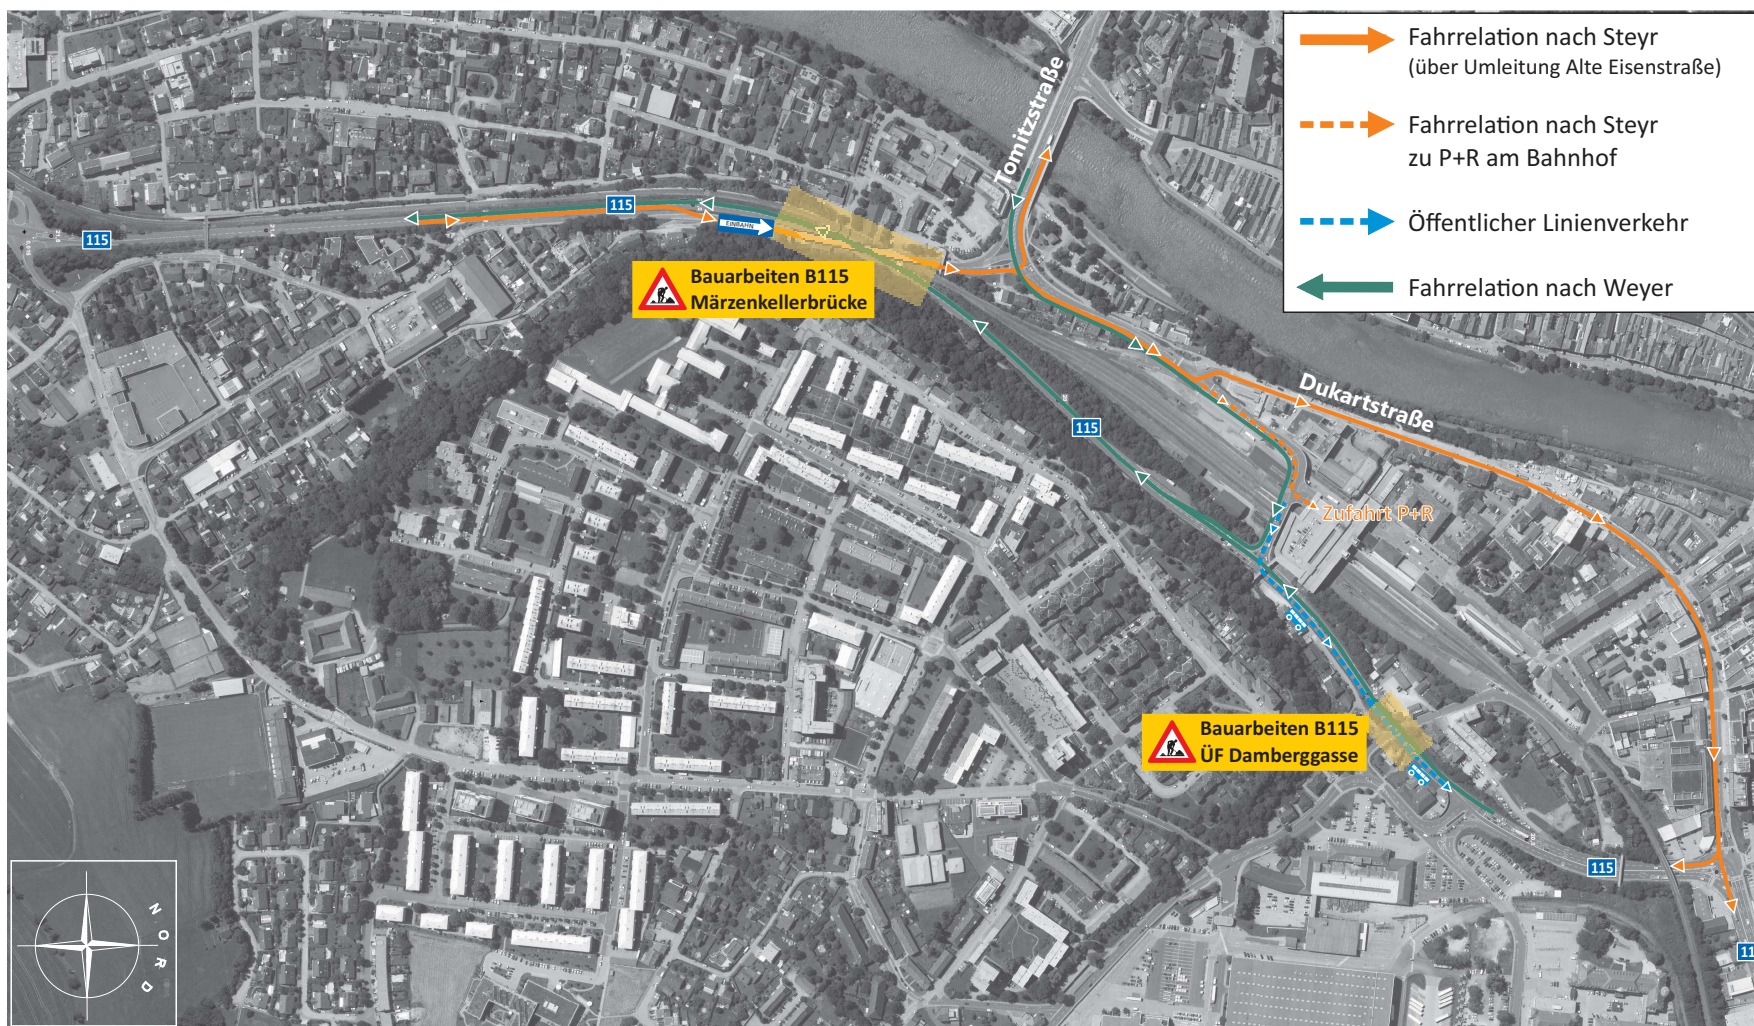 Fahrrelation nach Steyr
(über Umleitung Alte Eisenstraße)
Fahrrelation nach Steyr
zu P+R am Bahnhof
Öffentlicher Linienverkehr
Fahrrelation nach Weyer
Tomitzstraße
115
115
EINBAHN
Bauarbeiten B115
Märzenkellerbrücke
Dukartstraße
115
Zufahrt P+R
Bauarbeiten B115
ÜF Damberggasse
115
11
NORD